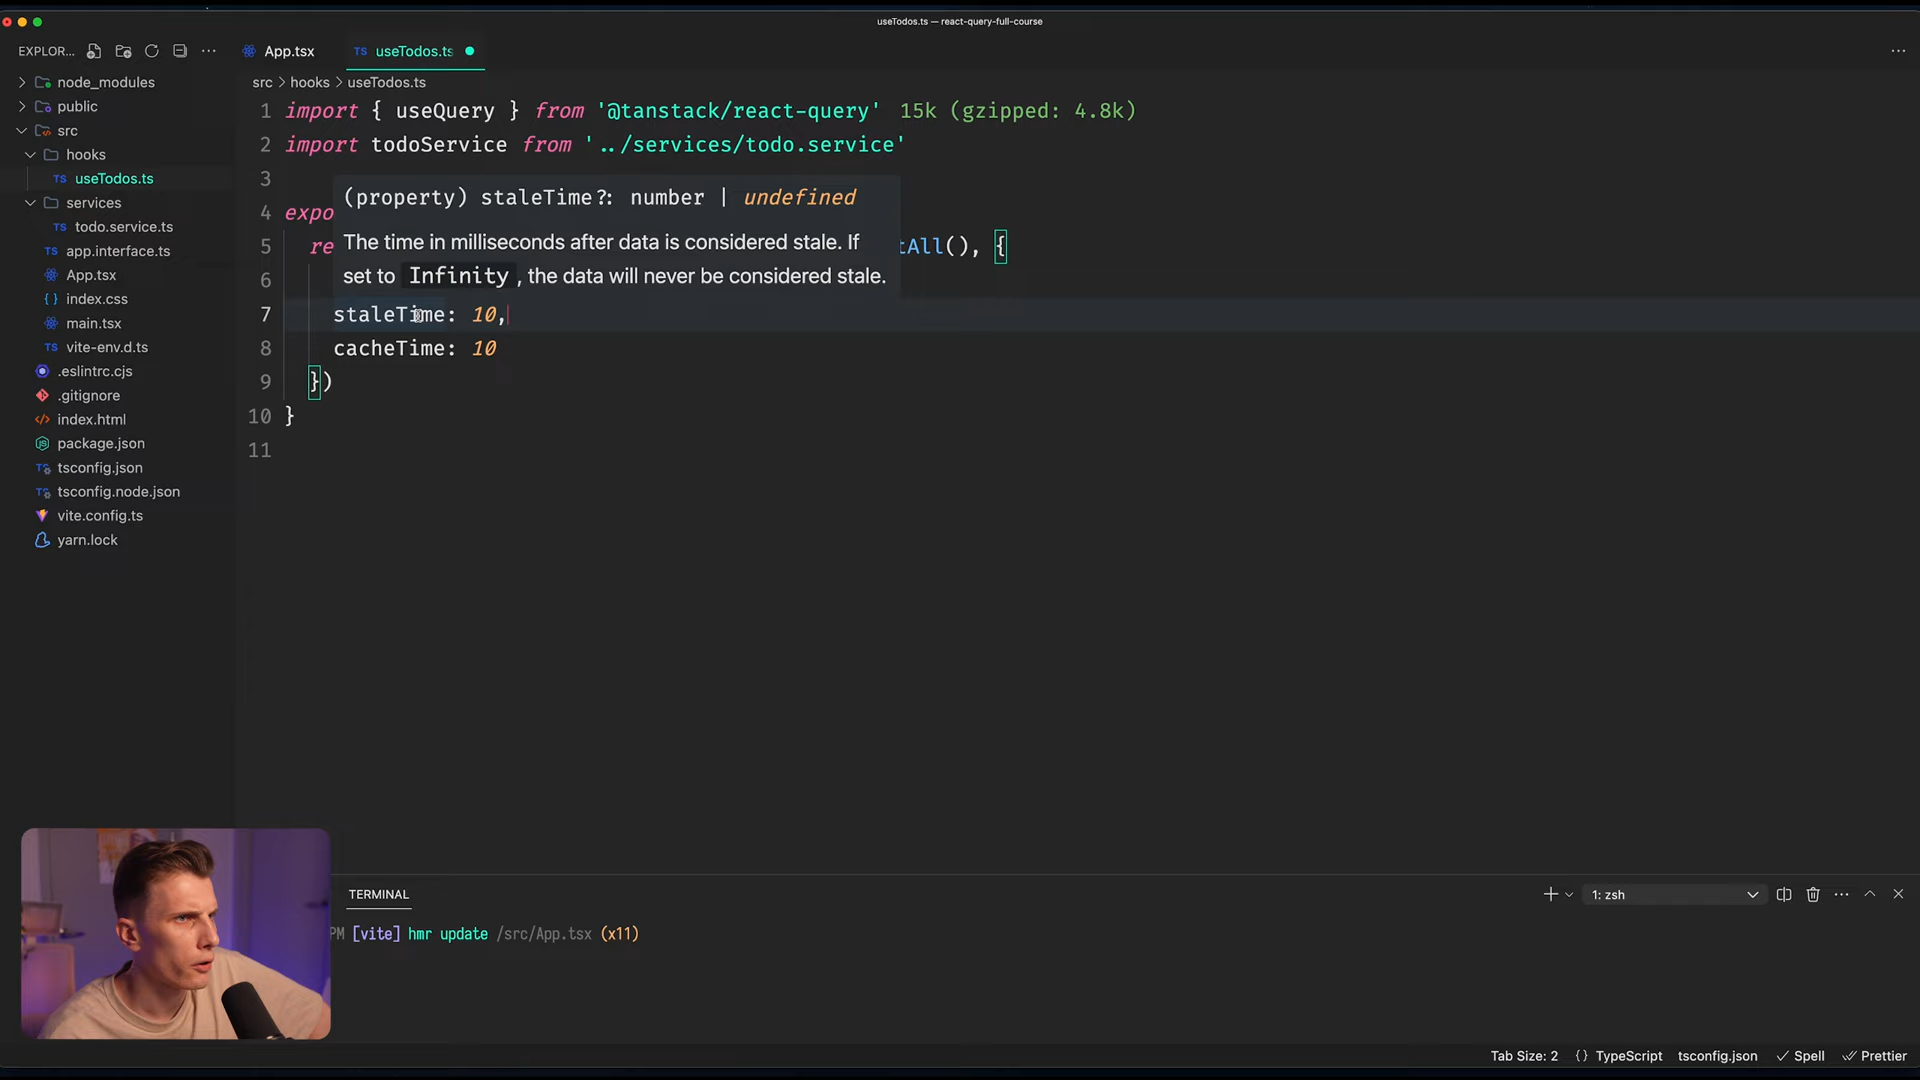 useTodos.ts — react-query-full-course
EXPLOR...
App.tsx
TS useTodos.ts
node_modules
public
src
hooks
TS useTodos.ts
services
TS todo.service.ts
TS app.interface.ts
App.tsx
index.css
TS main.tsx
TS vite-env.d.ts
.eslintrc.cjs
.gitignore
index.html
package.json
tsconfig.json
tsconfig.node.json
vite.config.ts
yarn.lock
src > hooks > useTodos.ts
1 import { useQuery } from '@tanstack/react-query' 15k (gzipped: 4.8k)
2 import todoService from '../services/todo.service'
3
(property) staleTime?: number | undefined
4 expo
The time in milliseconds after data is considered stale. If
5 re tAll(), {
set to Infinity, the data will never be considered stale.
6
7 staleTime: 10,
8 cacheTime: 10
9 })
10 }
11
TERMINAL
1: zsh
PM [vite] hmr update /src/App.tsx (x11)
Tab Size: 2 {} TypeScript tsconfig.json ✓ Spell Prettier